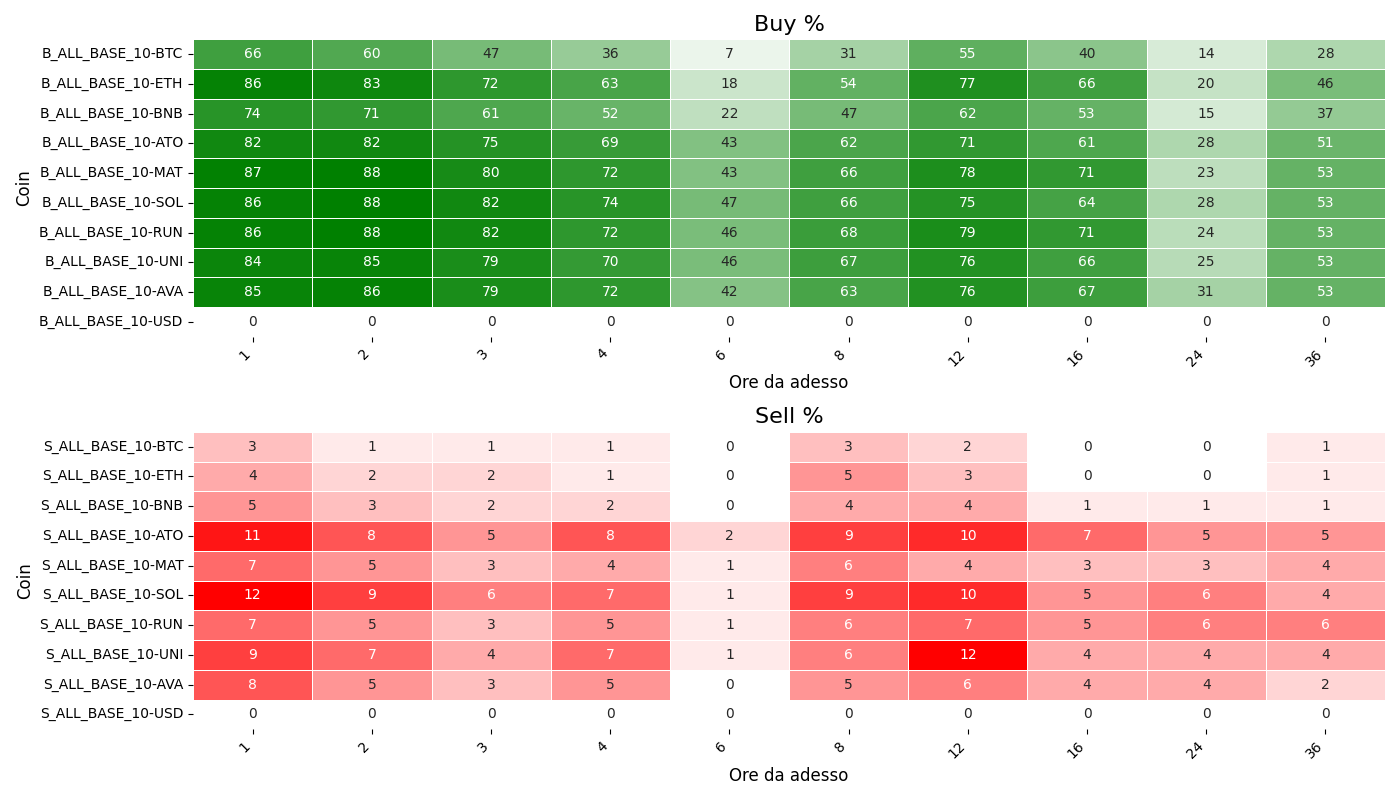 Buy %
B_ALL_BASE_10-BTC 66 60 47 36 7 31 55 40 14 28
B_ALL_BASE_10-ETH 86 83 72 63 18 54 77 66 20 46
B_ALL_BASE_10-BNB 74 71 61 52 22 47 62 53 15 37
B_ALL_BASE_10-ATO 82 82 75 69 43 62 71 61 28 51
B_ALL_BASE_10-MAT 87 88 80 72 43 66 78 71 23 53
B_ALL_BASE_10-SOL 86 88 82 74 47 66 75 64 28 53
B_ALL_BASE_10-RUN 86 88 82 72 46 68 79 71 24 53
B_ALL_BASE_10-UNI 84 85 79 70 46 67 76 66 25 53
B_ALL_BASE_10-AVA 85 86 79 72 42 63 76 67 31 53
B_ALL_BASE_10-USD 0 0 0 0 0 0 0 0 0 0
Coin
1 2 3 4 6 8 12 16 24 36
Ore da adesso
Sell %
S_ALL_BASE_10-BTC 3 1 1 1 0 3 2 0 0 1
S_ALL_BASE_10-ETH 4 2 2 1 0 5 3 0 0 1
S_ALL_BASE_10-BNB 5 3 2 2 0 4 4 1 1 1
S_ALL_BASE_10-ATO 11 8 5 8 2 9 10 7 5 5
S_ALL_BASE_10-MAT 7 5 3 4 1 6 4 3 3 4
S_ALL_BASE_10-SOL 12 9 6 7 1 9 10 5 6 4
S_ALL_BASE_10-RUN 7 5 3 5 1 6 7 5 6 6
S_ALL_BASE_10-UNI 9 7 4 7 1 6 12 4 4 4
S_ALL_BASE_10-AVA 8 5 3 5 0 5 6 4 4 2
S_ALL_BASE_10-USD 0 0 0 0 0 0 0 0 0 0
Coin
1 2 3 4 6 8 12 16 24 36
Ore da adesso